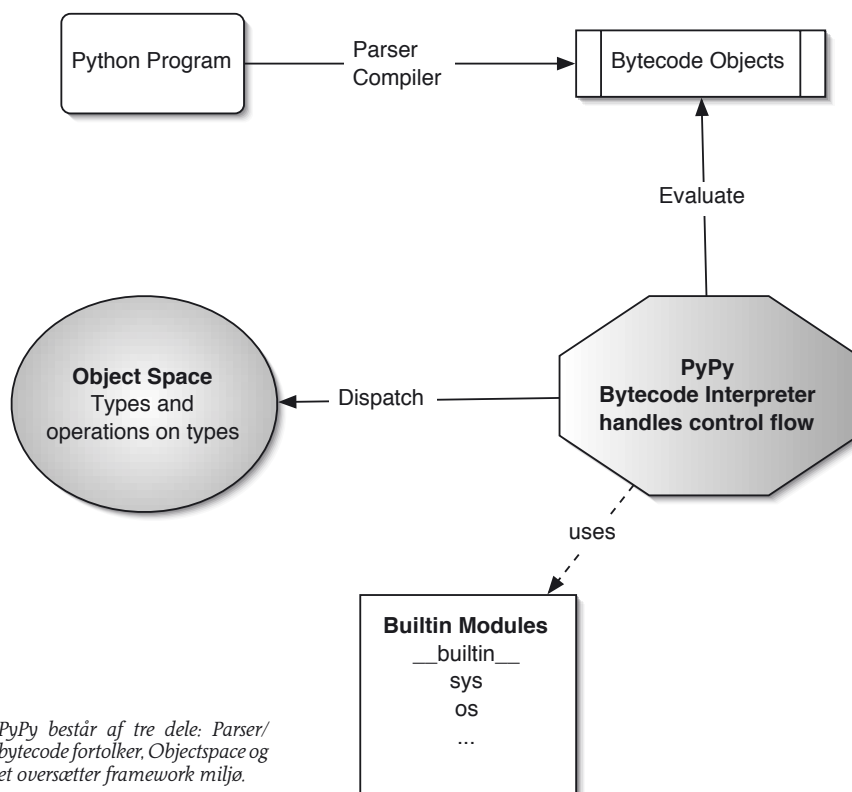 Python Program
Parser
Compiler
Bytecode Objects
Evaluate
Object Space
Types and
operations on types
Dispatch
PyPy
Bytecode Interpreter
handles control flow
uses
Builtin Modules
__builtin__
sys
os
...
PyPy består af tre dele: Parser/
bytecode fortolker, Objectspace og
et oversætter framework miljø.